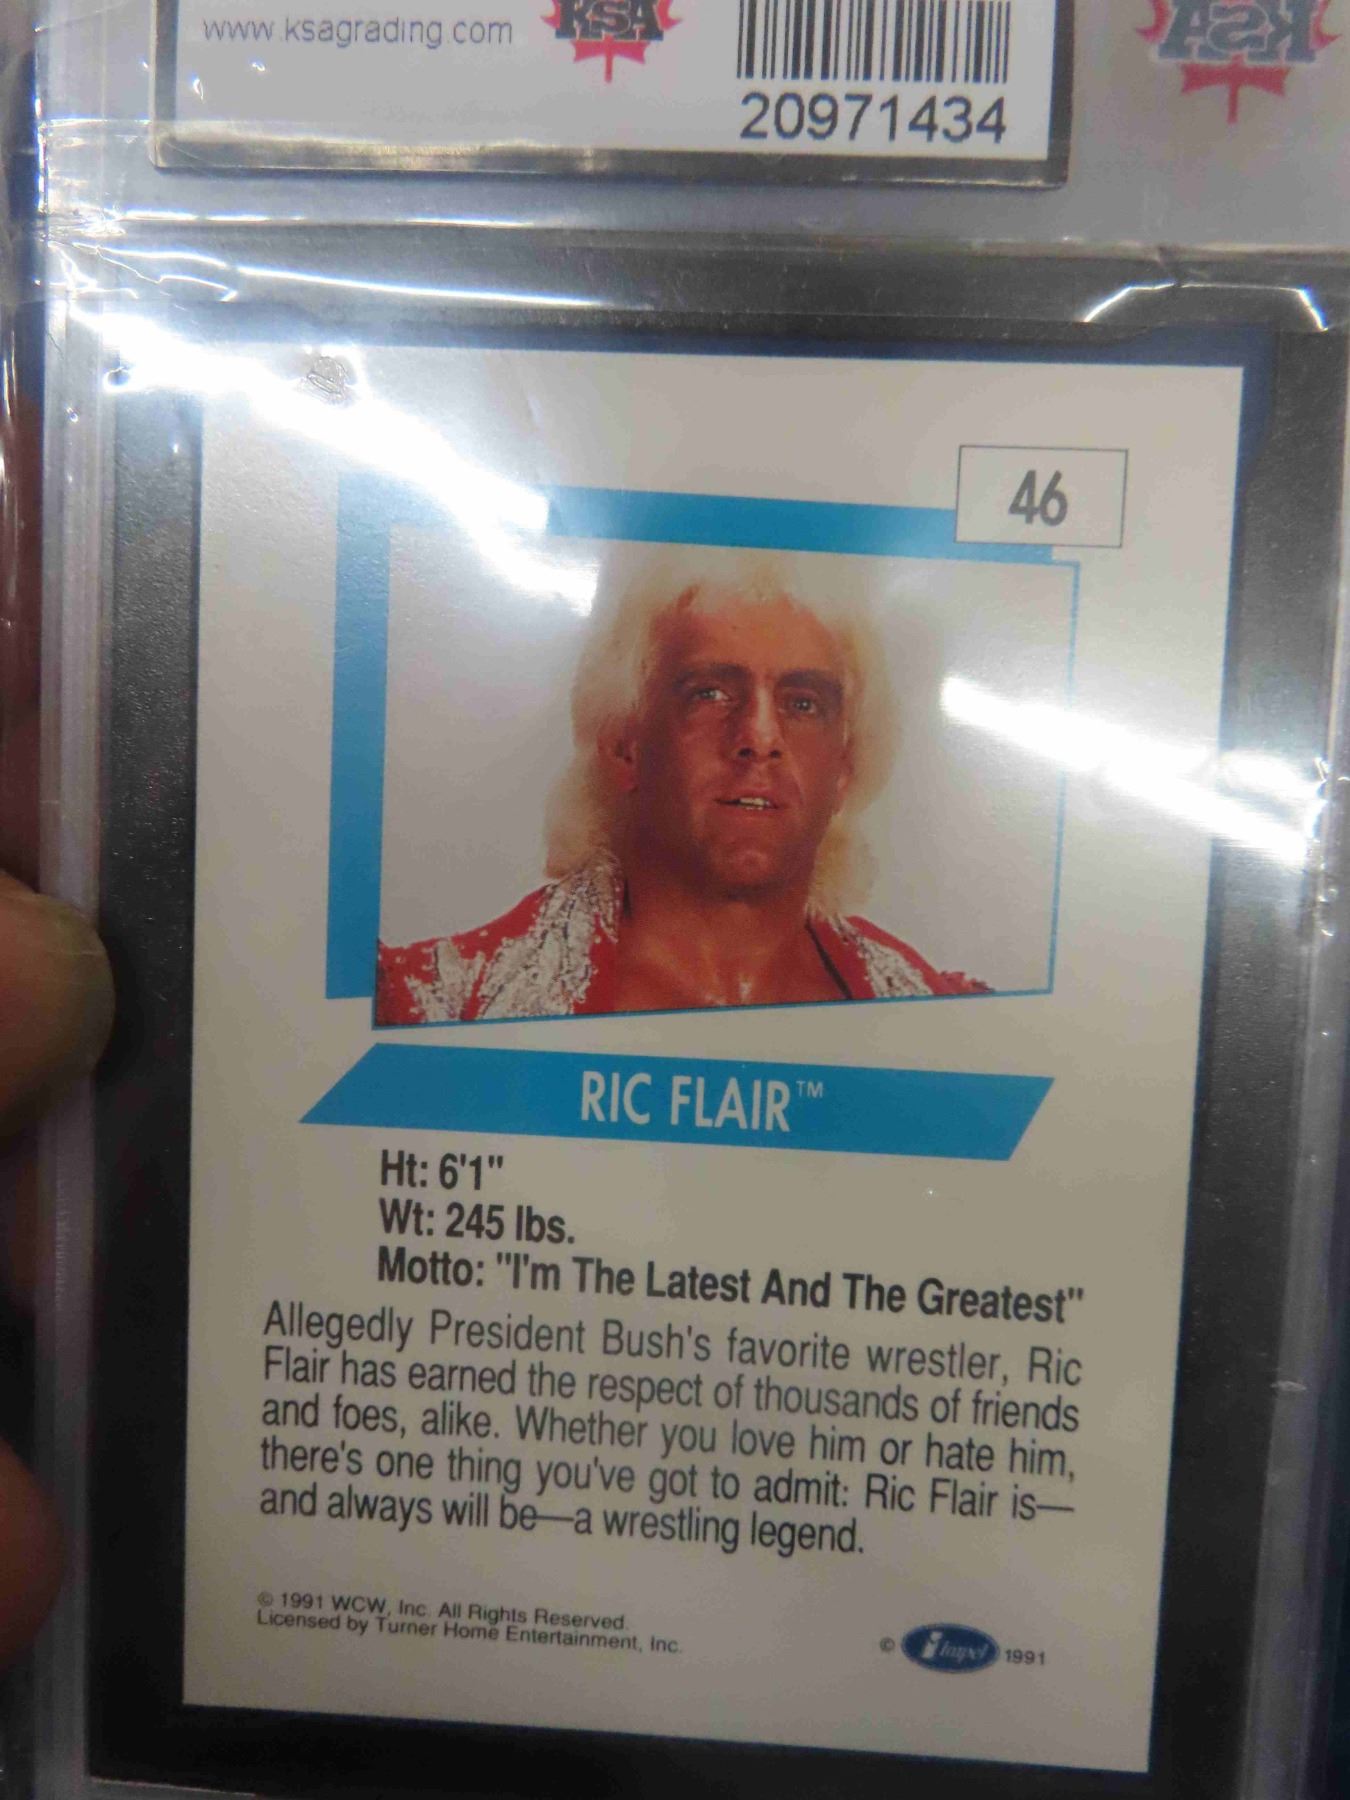 www.ksagrading.com
KSA
KSA
20971434
46
RIC FLAIR™
Ht: 6'1"
Wt: 245 lbs.
Motto: "I'm The Latest And The Greatest"
Allegedly President Bush's favorite wrestler, Ric
Flair has earned the respect of thousands of friends
and foes, alike. Whether you love him or hate him,
there's one thing you've got to admit: Ric Flair is—
and always will be—a wrestling legend.
© 1991 WCW, Inc. All Rights Reserved.
Licensed by Turner Home Entertainment, Inc.
© Impel 1991